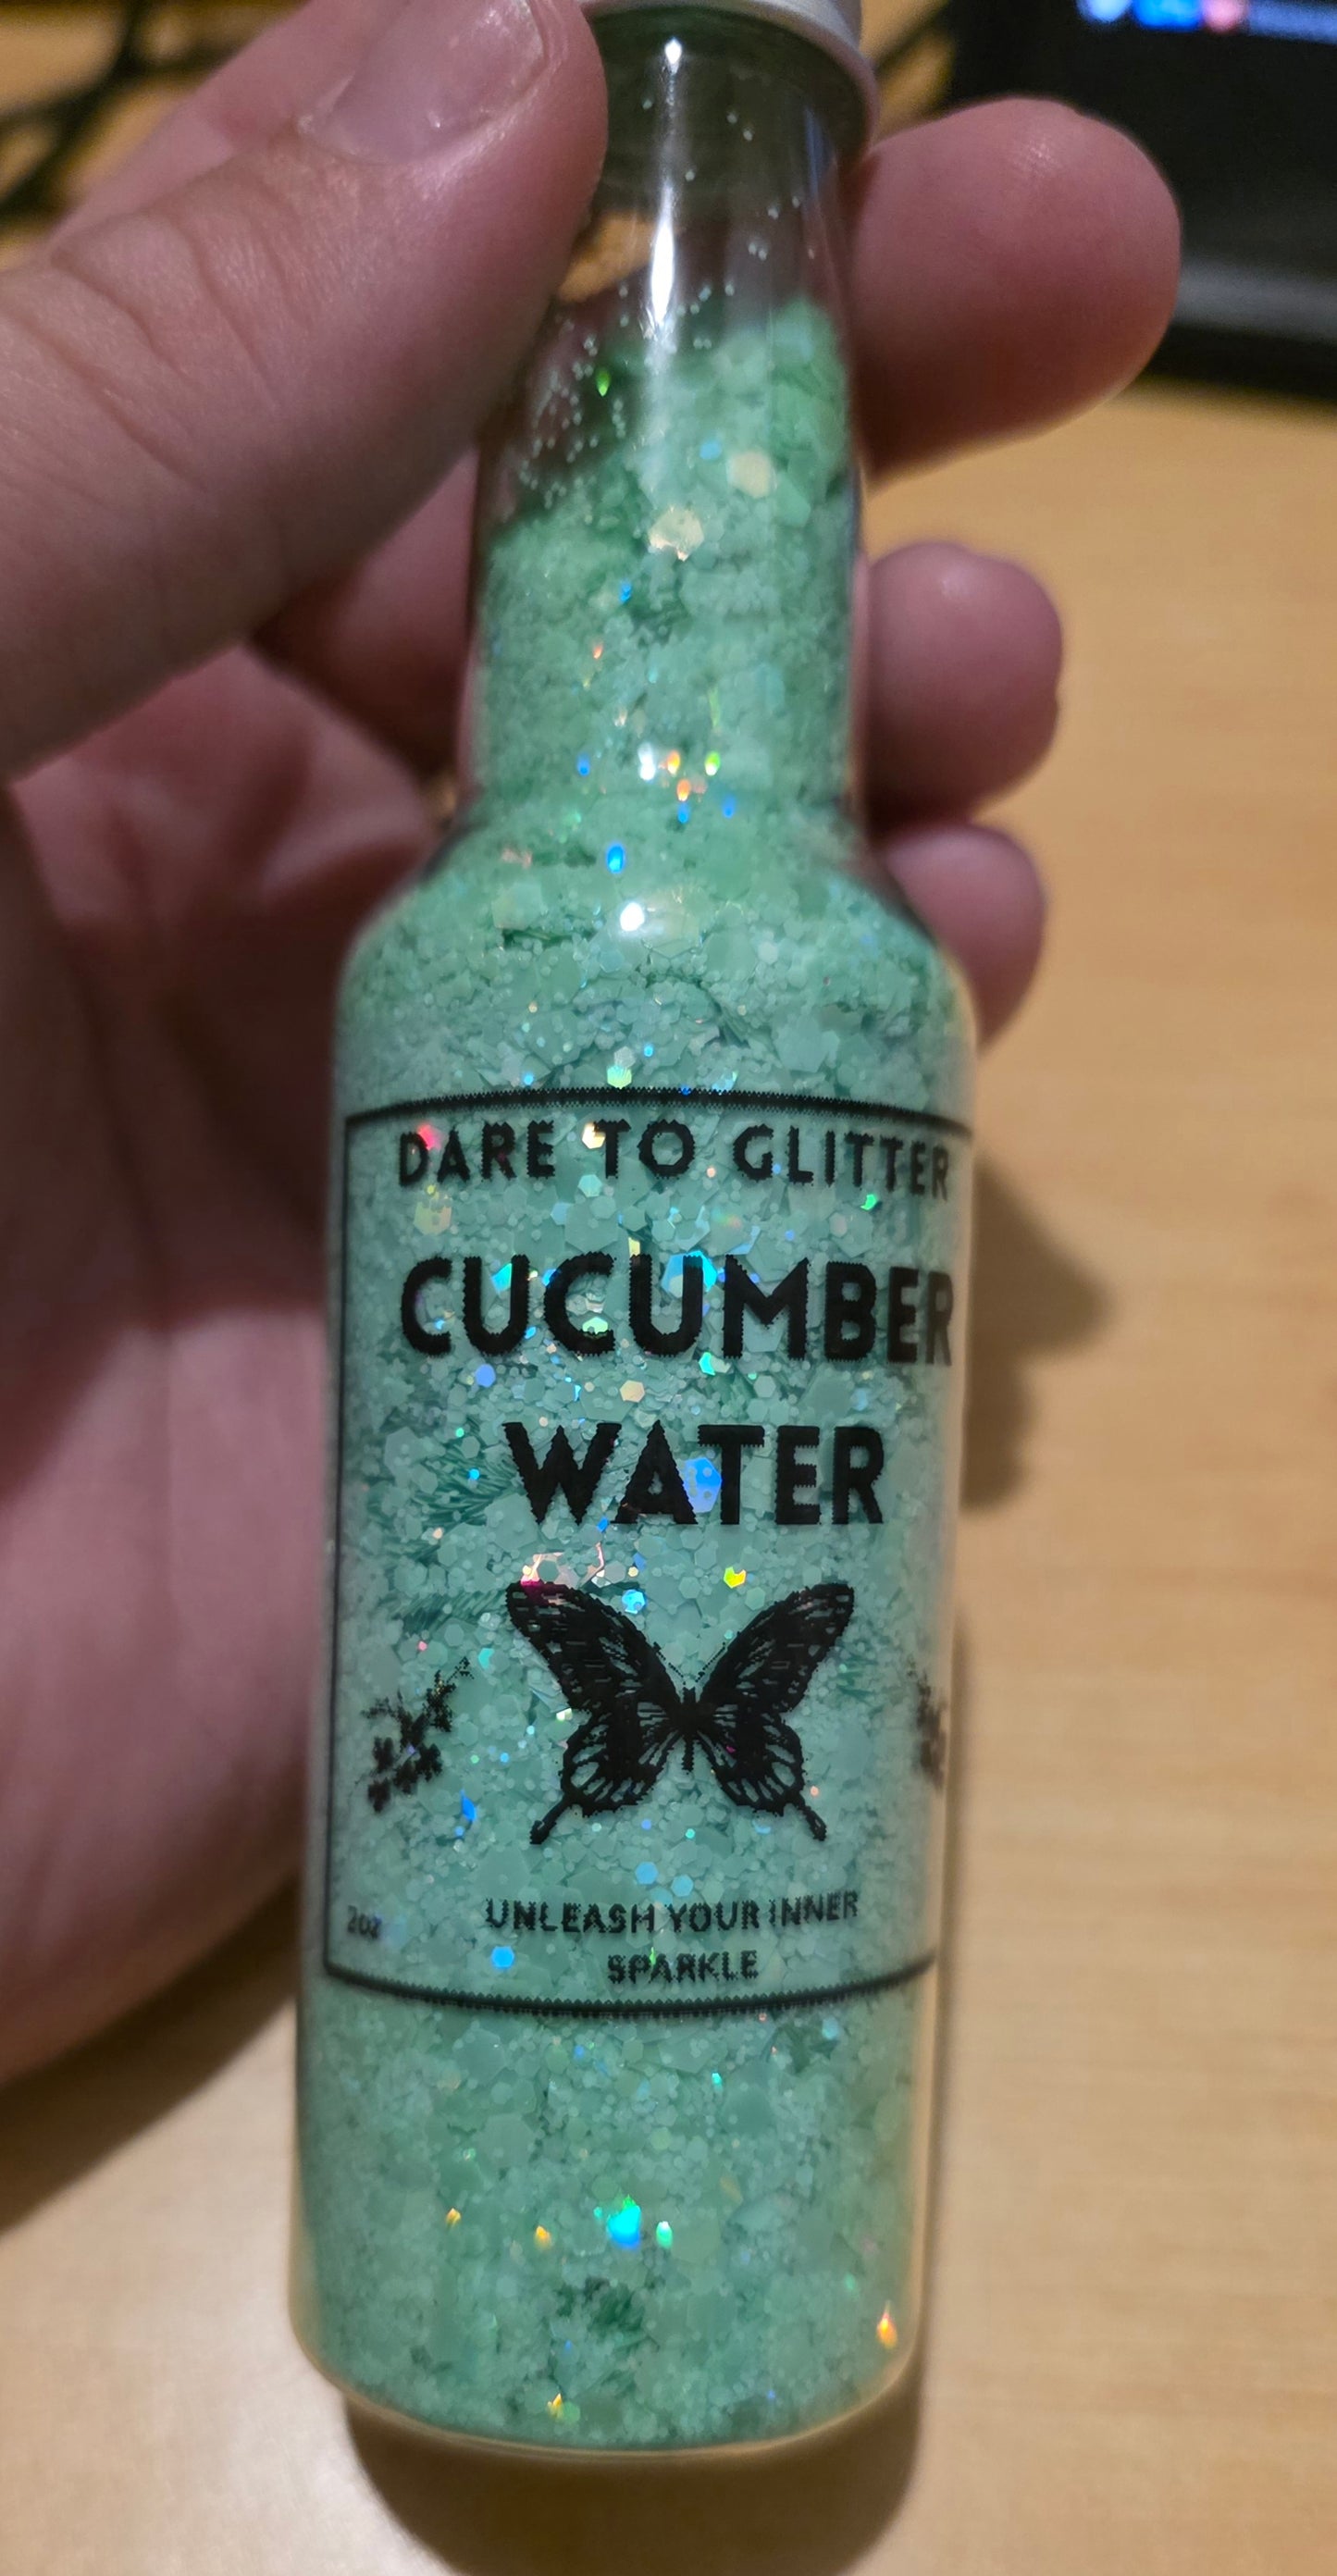 DARE TO GLITTER
CUCUMBER
WATER
2oz
UNLEASH YOUR INNER
SPARKLE